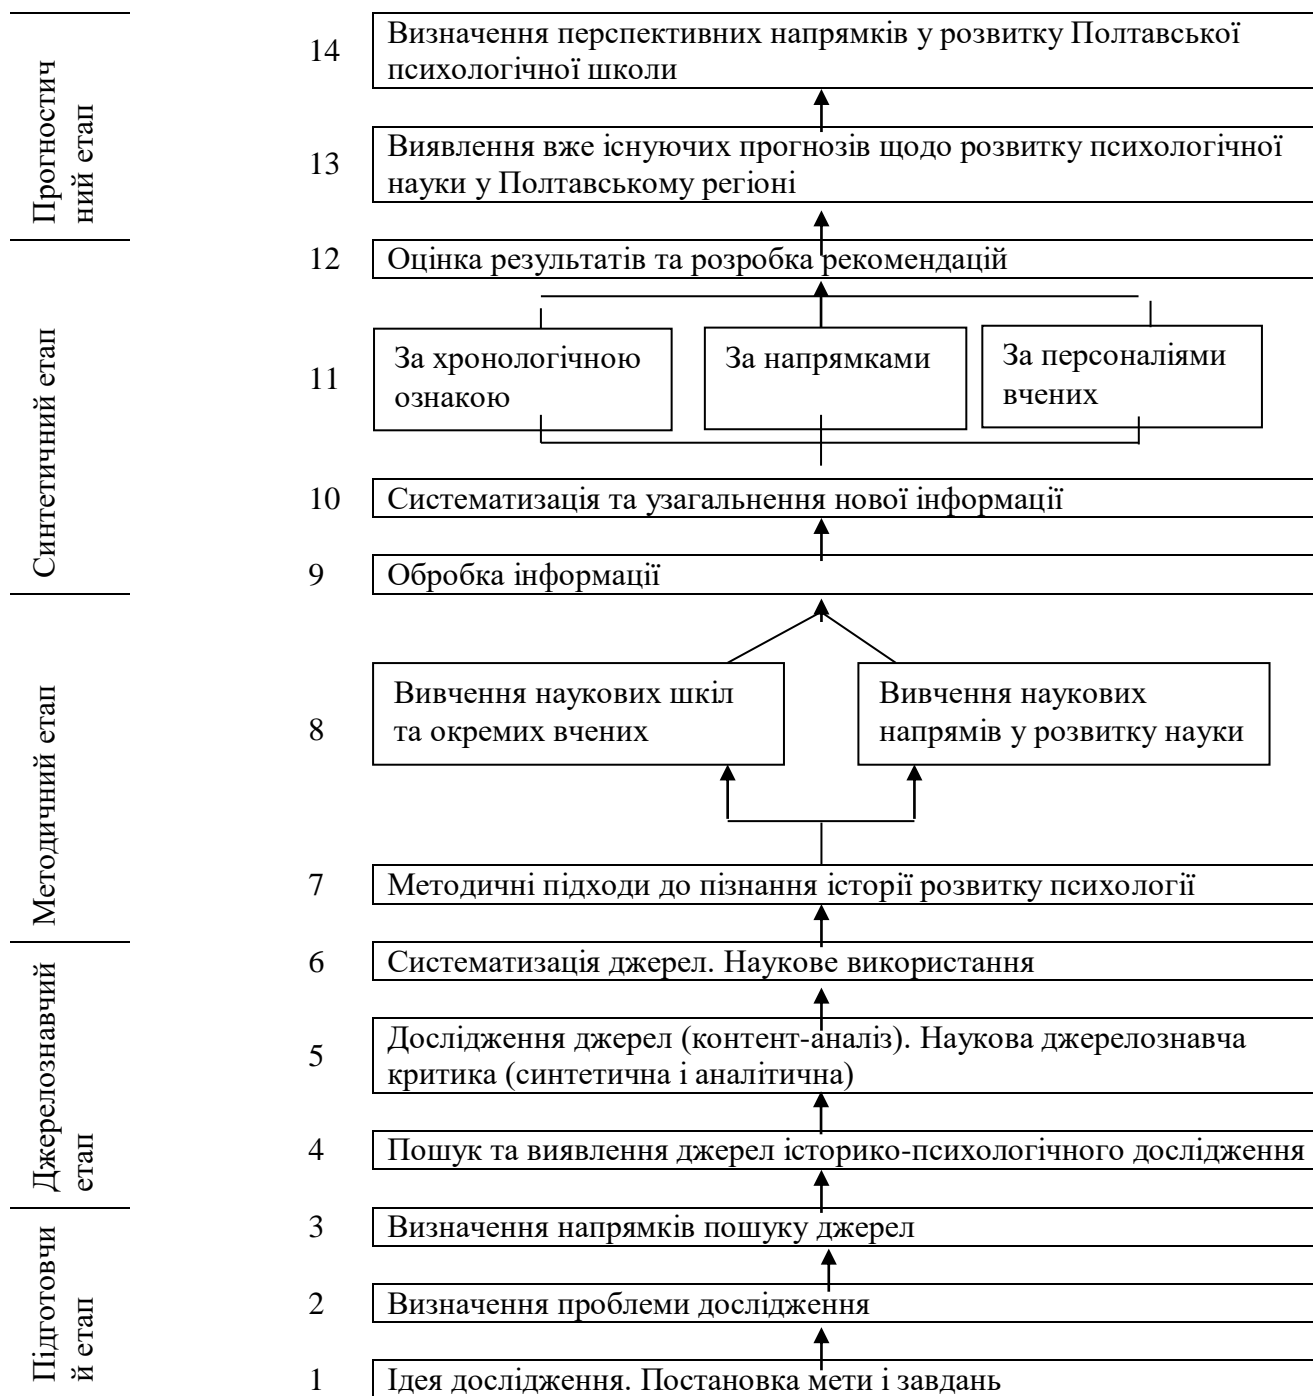 Прогностич
ний етап
14
Визначення перспективних напрямків у розвитку Полтавської
психологічної школи
13
Виявлення вже існуючих прогнозів щодо розвитку психологічної
науки у Полтавському регіоні
Синтетичний етап
12
Оцінка результатів та розробка рекомендацій
11
За хронологічною
ознакою
За напрямками
За персоналіями
вчених
10
Систематизація та узагальнення нової інформації
9
Обробка інформації
Методичний етап
8
Вивчення наукових шкіл
та окремих вчених
Вивчення наукових
напрямів у розвитку науки
7
Методичні підходи до пізнання історії розвитку психології
Джерелознавчий
етап
6
Систематизація джерел. Наукове використання
5
Дослідження джерел (контент-аналіз). Наукова джерелознавча
критика (синтетична і аналітична)
4
Пошук та виявлення джерел історико-психологічного дослідження
Підготовчи
й етап
3
Визначення напрямків пошуку джерел
2
Визначення проблеми дослідження
1
Ідея дослідження. Постановка мети і завдань